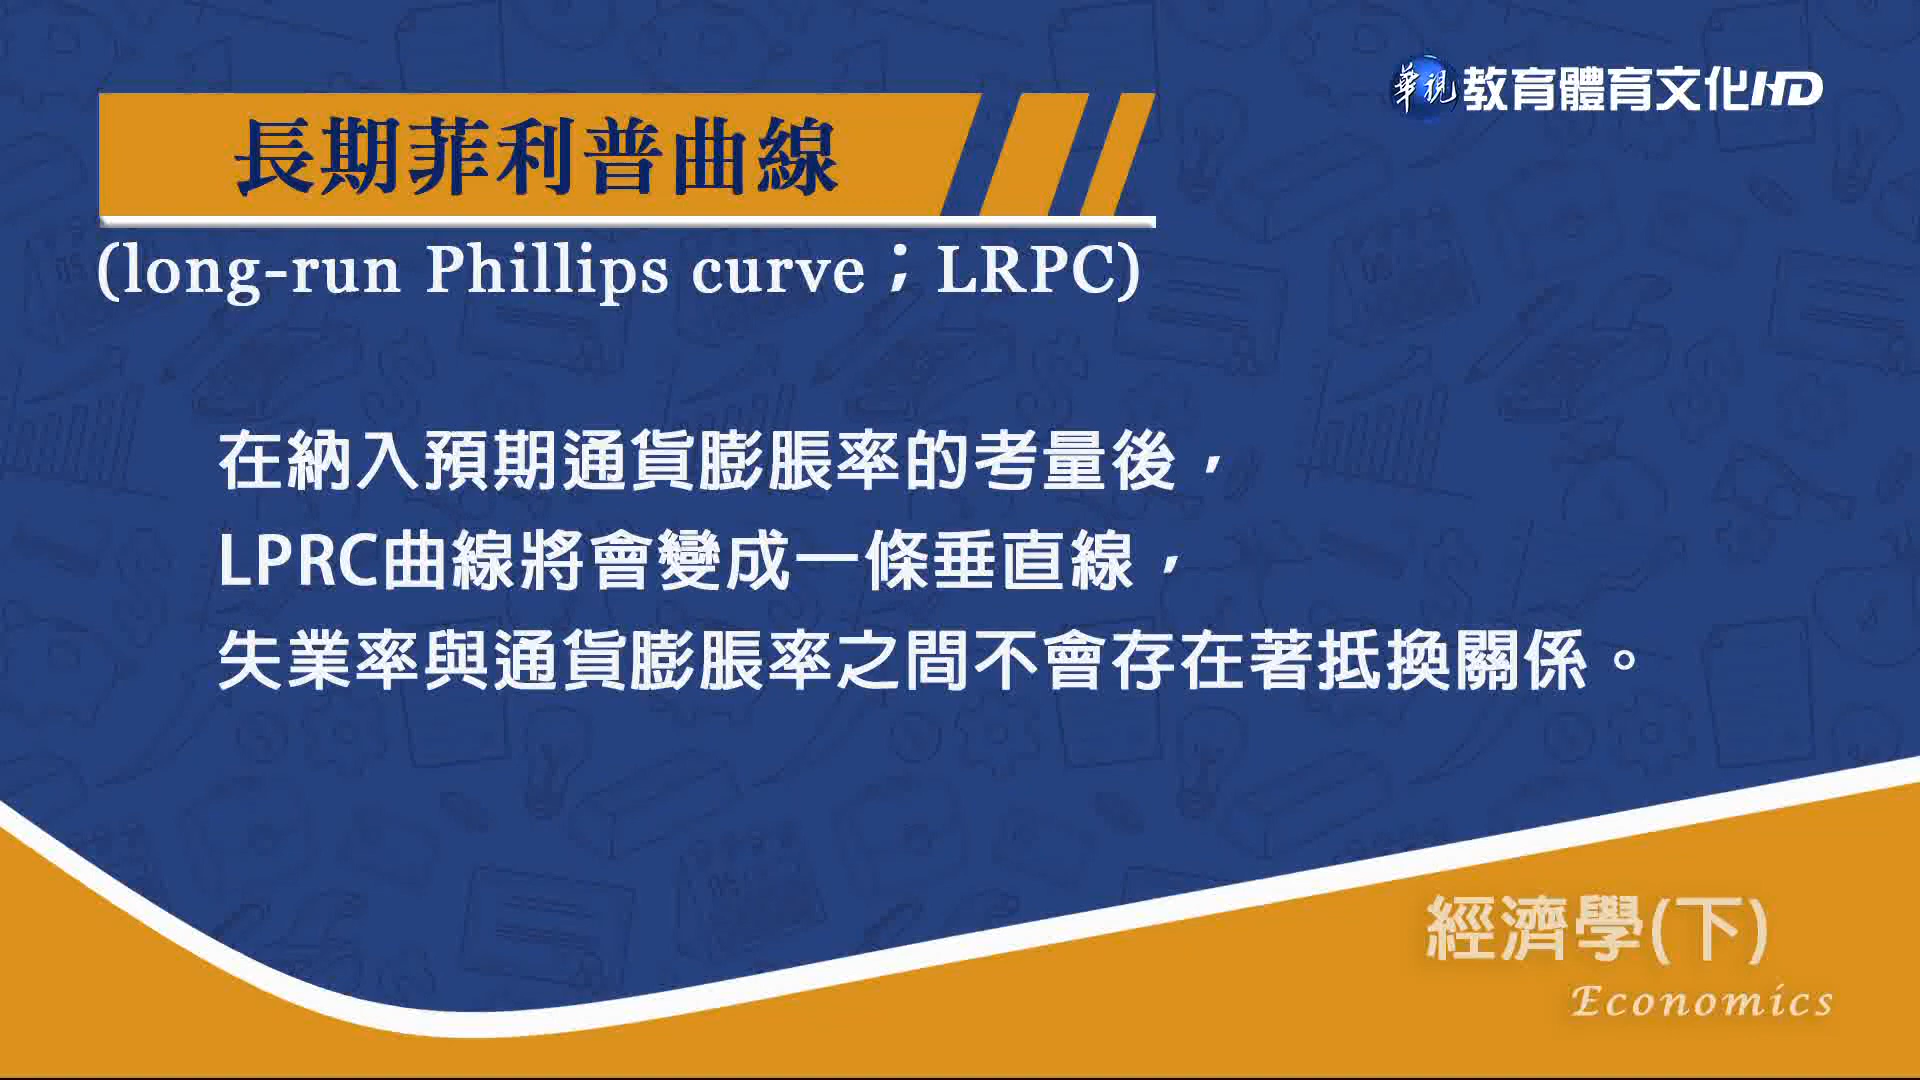 華視 教育體育文化HD
長期菲利普曲線
(long-run Phillips curve；LRPC)
在納入預期通貨膨脹率的考量後，
LPRC曲線將會變成一條垂直線，
失業率與通貨膨脹率之間不會存在著抵換關係。
經濟學(下)
Economics